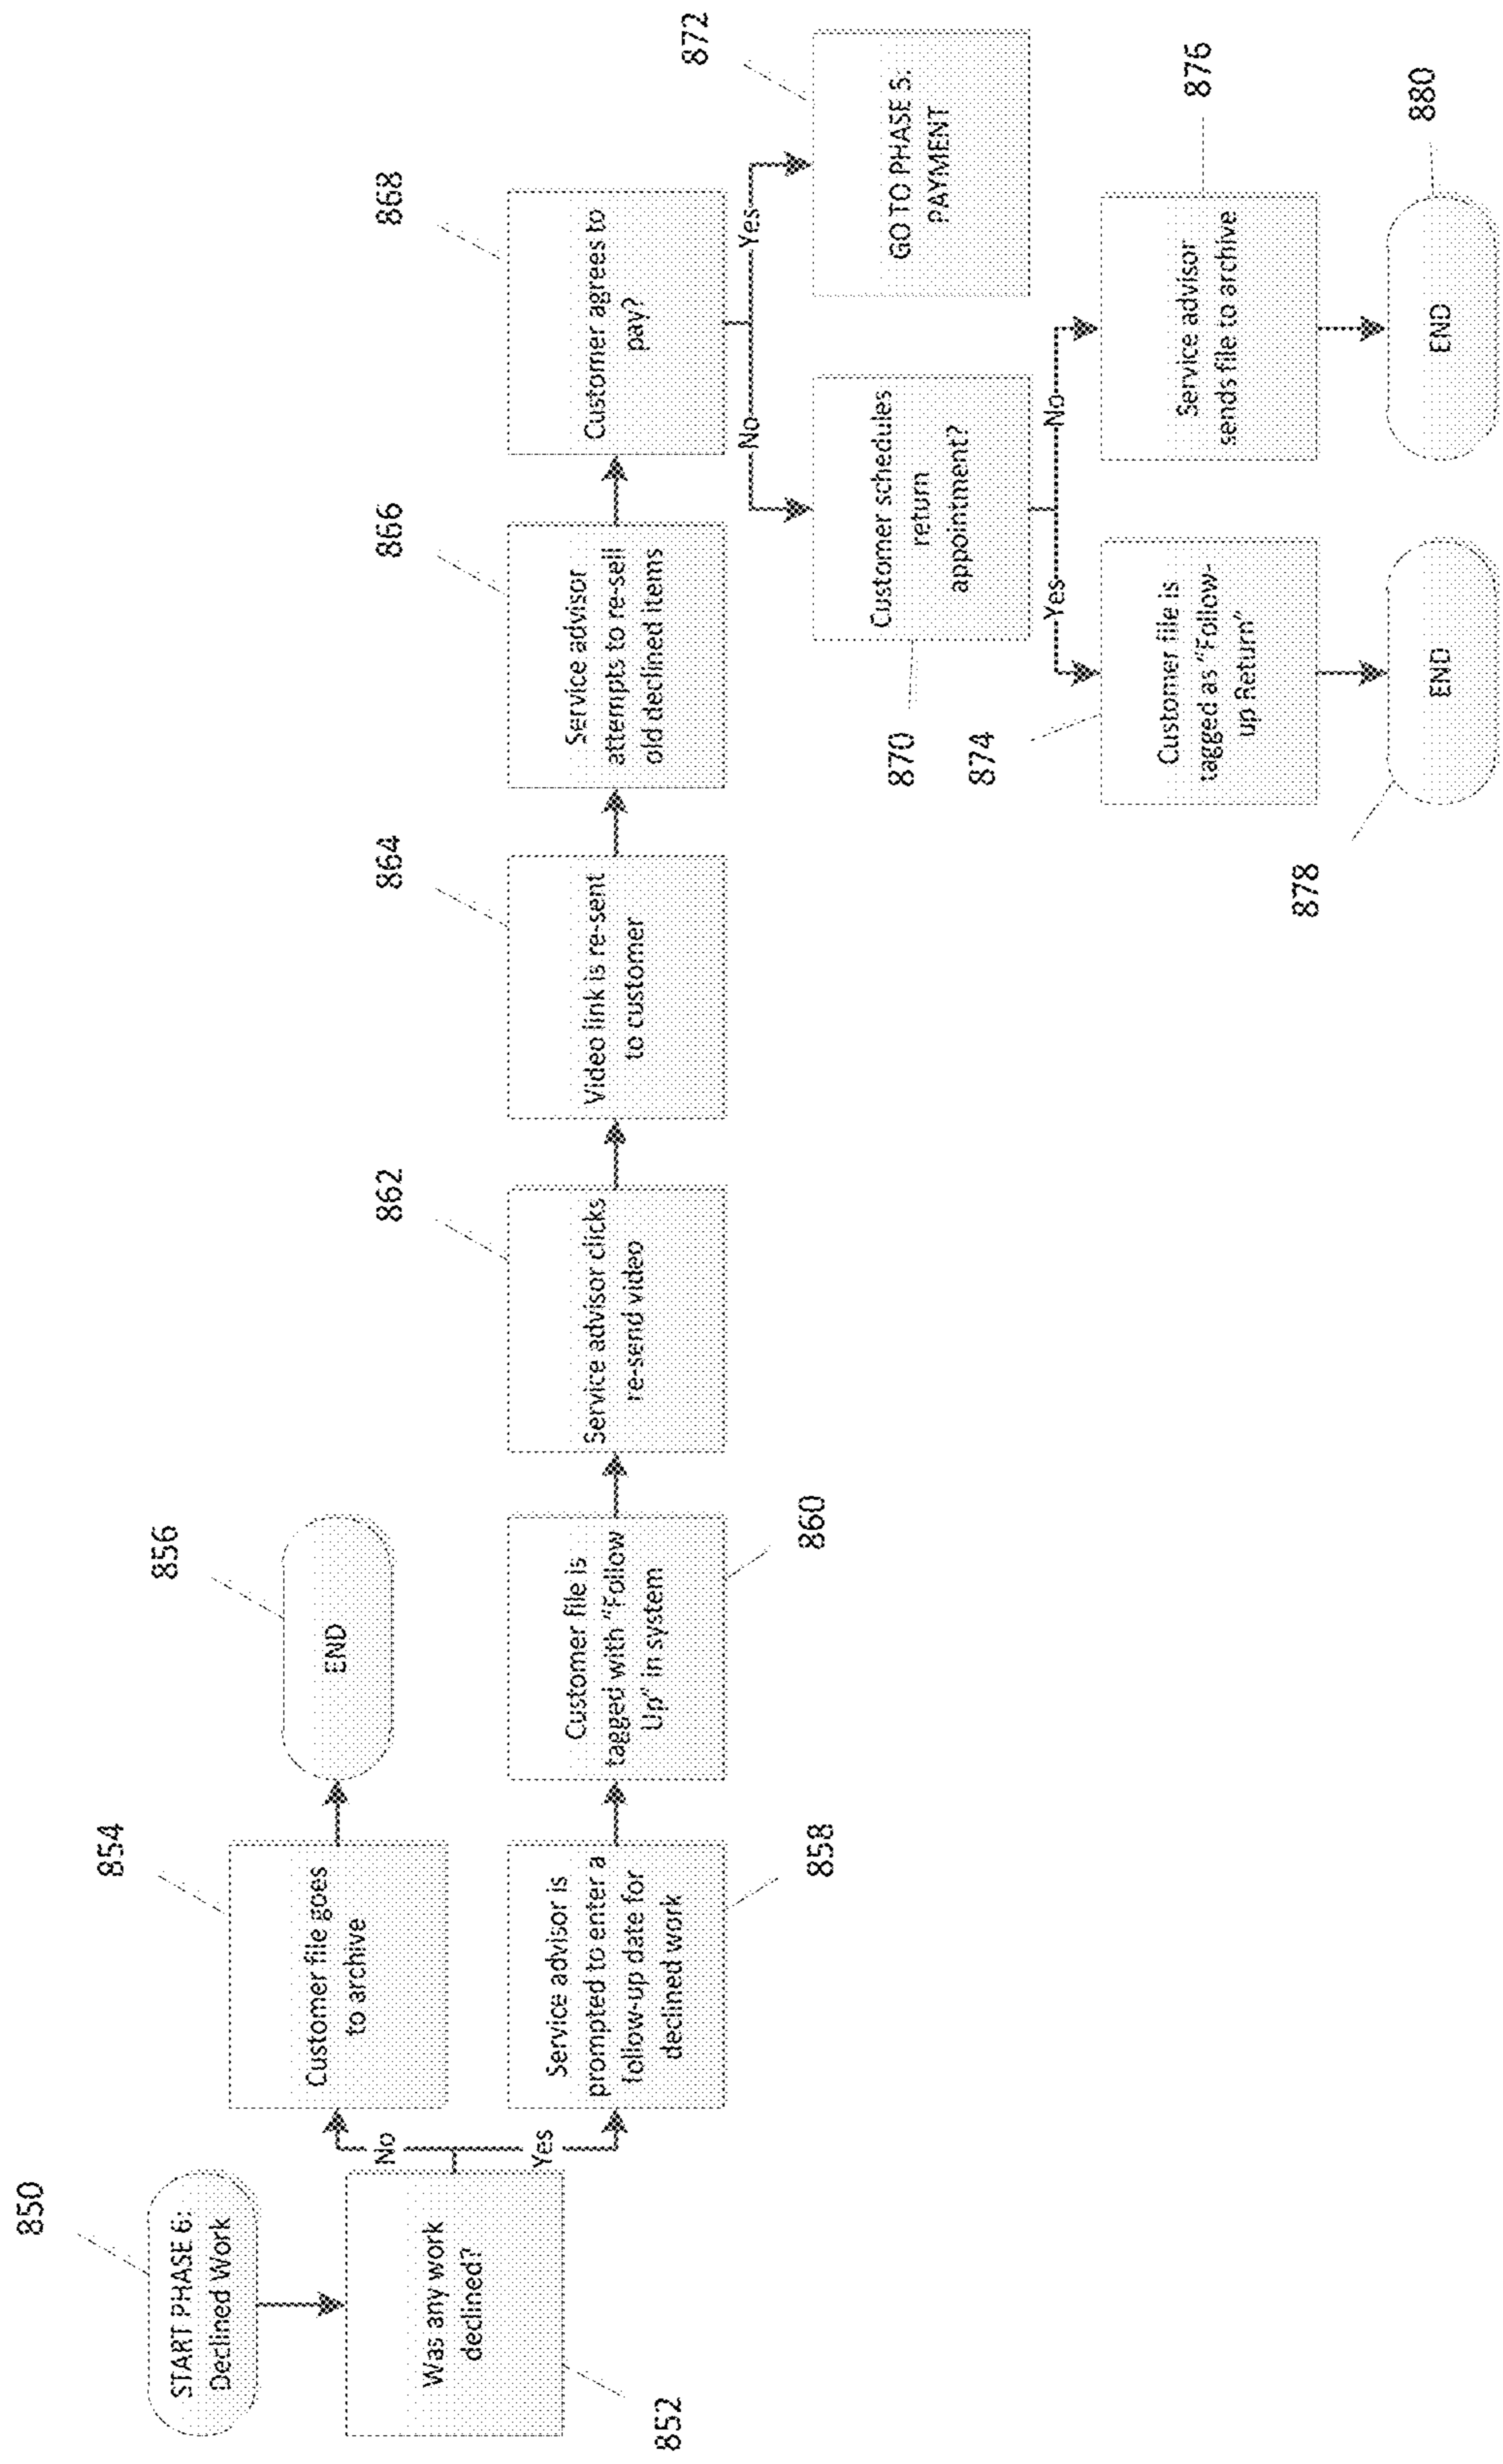 850
START PHASE 6:
Declined Work
852
Was any work
declined?
No
Yes
854
Customer file goes
to archive
856
END
858
Service advisor is
prompted to enter a
follow-up date for
declined work
860
Customer file is
tagged with "Follow
Up" in system
862
Service advisor clicks
re-send video
864
Video link is re-sent
to customer
866
Service advisor
attempts to re-sell
old declined items
868
Customer agrees to
pay?
No
Yes
870
Customer schedules
return
appointment?
872
GO TO PHASE 5:
PAYMENT
Yes
No
874
Customer file is
tagged as "Follow-
up Return"
876
Service advisor
sends file to archive
878
END
880
END